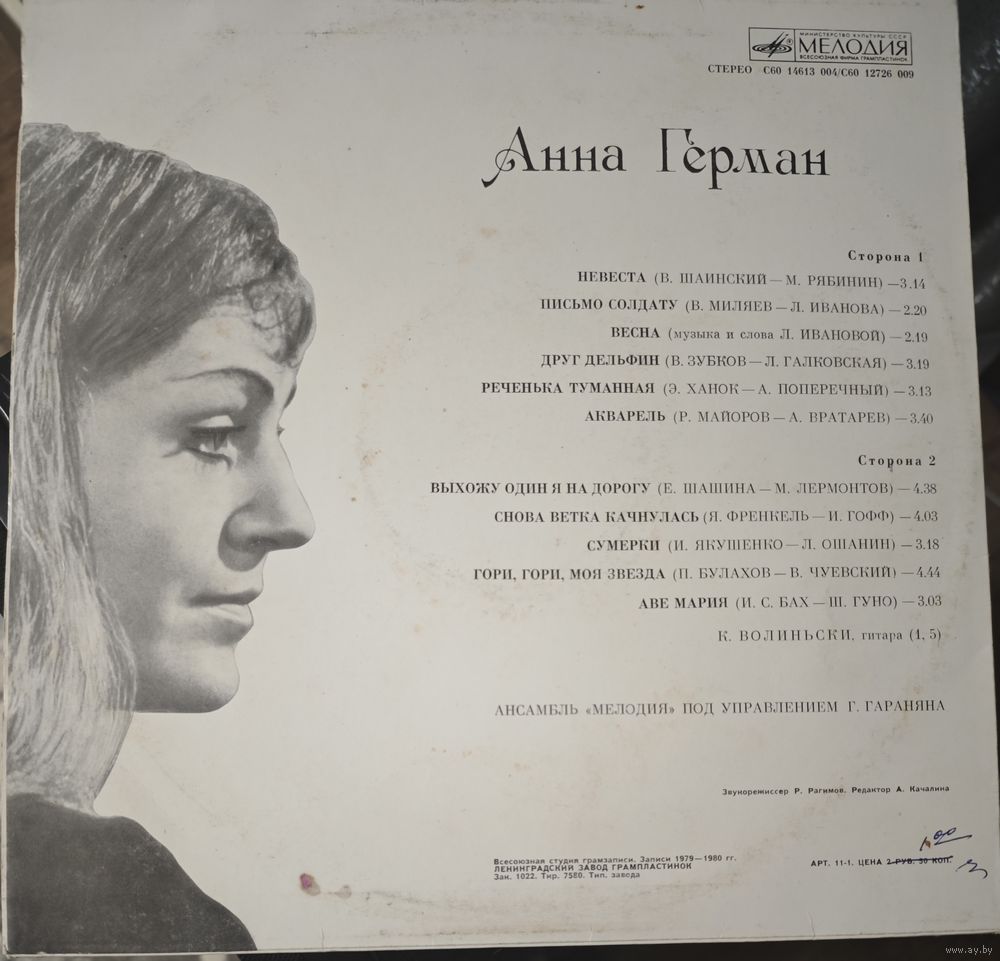 МИНИСТЕРСТВО КУЛЬТУРЫ СССР
МЕЛОДИЯ
ВСЕСОЮЗНАЯ ФИРМА ГРАМПЛАСТИНОК
СТЕРЕО С60 14613 004/С60 12726 009
Анна Герман
Сторона 1
НЕВЕСТА (В. ШАИНСКИЙ — М. РЯБИНИН) — 3.14
ПИСЬМО СОЛДАТУ (В. МИЛЯЕВ — Л. ИВАНОВА) — 2.20
ВЕСНА (музыка и слова Л. ИВАНОВОЙ) — 2.19
ДРУГ ДЕЛЬФИН (В. ЗУБКОВ — Л. ГАЛКОВСКАЯ) — 3.19
РЕЧЕНЬКА ТУМАННАЯ (Э. ХАНОК — А. ПОПЕРЕЧНЫЙ) — 3.13
АКВАРЕЛЬ (Р. МАЙОРОВ — А. ВРАТАРЕВ) — 3.40
Сторона 2
ВЫХОЖУ ОДИН Я НА ДОРОГУ (Е. ШАШИНА — М. ЛЕРМОНТОВ) — 4.38
СНОВА ВЕТКА КАЧНУЛАСЬ (Я. ФРЕНКЕЛЬ — И. ГОФФ) — 4.03
СУМЕРКИ (И. ЯКУШЕНКО — Л. ОШАНИН) — 3.18
ГОРИ, ГОРИ, МОЯ ЗВЕЗДА (П. БУЛАХОВ — В. ЧУЕВСКИЙ) — 4.44
АВЕ МАРИЯ (И. С. БАХ — Ш. ГУНО) — 3.03
К. ВОЛИНЬСКИ, гитара (1, 5)
АНСАМБЛЬ «МЕЛОДИЯ» ПОД УПРАВЛЕНИЕМ Г. ГАРАНЯНА
Звукорежиссер Р. Рагимов. Редактор А. Качалина
Всесоюзная студия грамзаписи. Записи 1979—1980 гг.
ЛЕНИНГРАДСКИЙ ЗАВОД ГРАМПЛАСТИНОК
Зак. 1022. Тир. 7580. Тип. завода
АРТ. 11-1. ЦЕНА 2 РУБ. 50 КОП.
www.ay.by